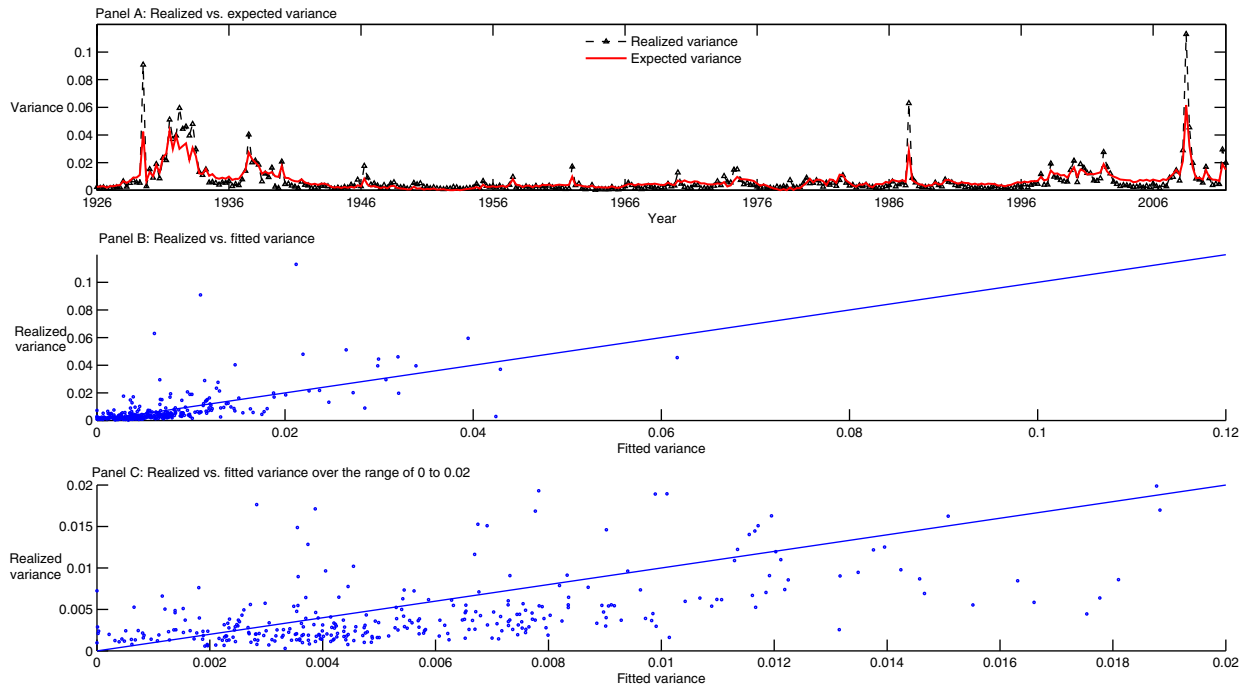 Panel A: Realized vs. expected variance
Realized variance
Expected variance
0.1
0.08
Variance
0.06
0.04
0.02
0
1926 1936 1946 1956 1966 1976 1986 1996 2006
Year
Panel B: Realized vs. fitted variance
0.1
0.08
Realized
variance
0.06
0.04
0.02
0
0 0.02 0.04 0.06 0.08 0.1 0.12
Fitted variance
Panel C: Realized vs. fitted variance over the range of 0 to 0.02
0.02
0.015
Realized
variance
0.01
0.005
0
0 0.002 0.004 0.006 0.008 0.01 0.012 0.014 0.016 0.018 0.02
Fitted variance